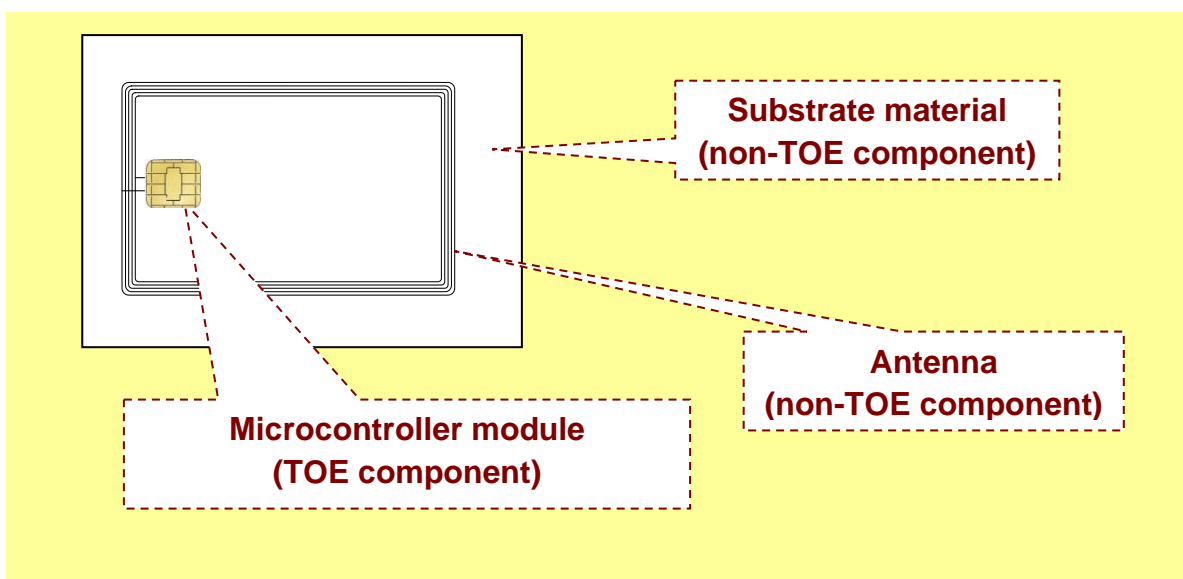 Substrate material
(non-TOE component)
Antenna
(non-TOE component)
Microcontroller module
(TOE component)